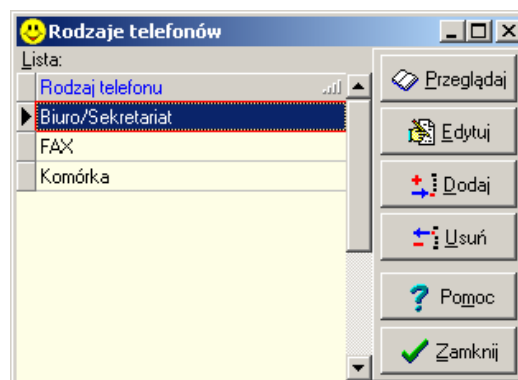 Rodzaje telefonów
Lista:
Rodzaj telefonu
Biuro/Sekretariat
FAX
Komórka
Przeglądaj
Edytuj
Dodaj
Usuń
Pomoc
Zamknij